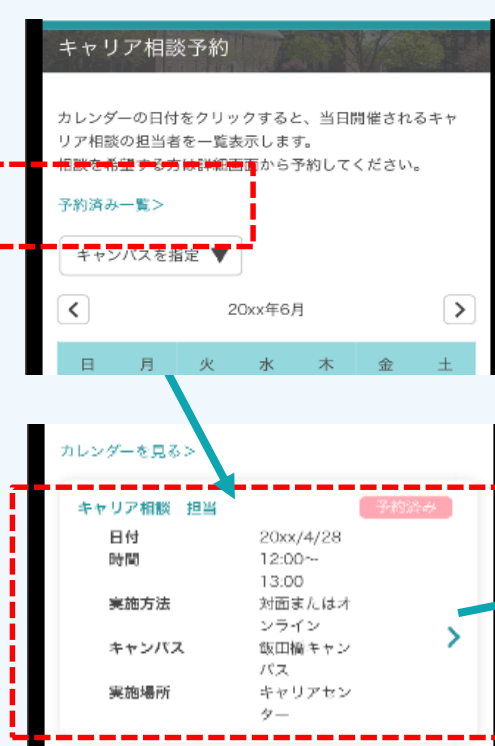 キャリア相談予約
カレンダーの日付をクリックすると、当日開催されるキャ
リア相談の担当者を一覧表示します。
相談を希望する方は詳細画面から予約してください。
予約済み一覧>
キャンパスを指定 ▼
< 20xx年6月 >
日 月 火 水 木 金 土
カレンダーを見る>
キャリア相談 担当 予約済み
日付 20xx/4/28
時間 12:00~
13:00
実施方法 対面またはオ
ンライン
キャンパス 飯田橋キャン
パス
実施場所 キャリアセン
ター